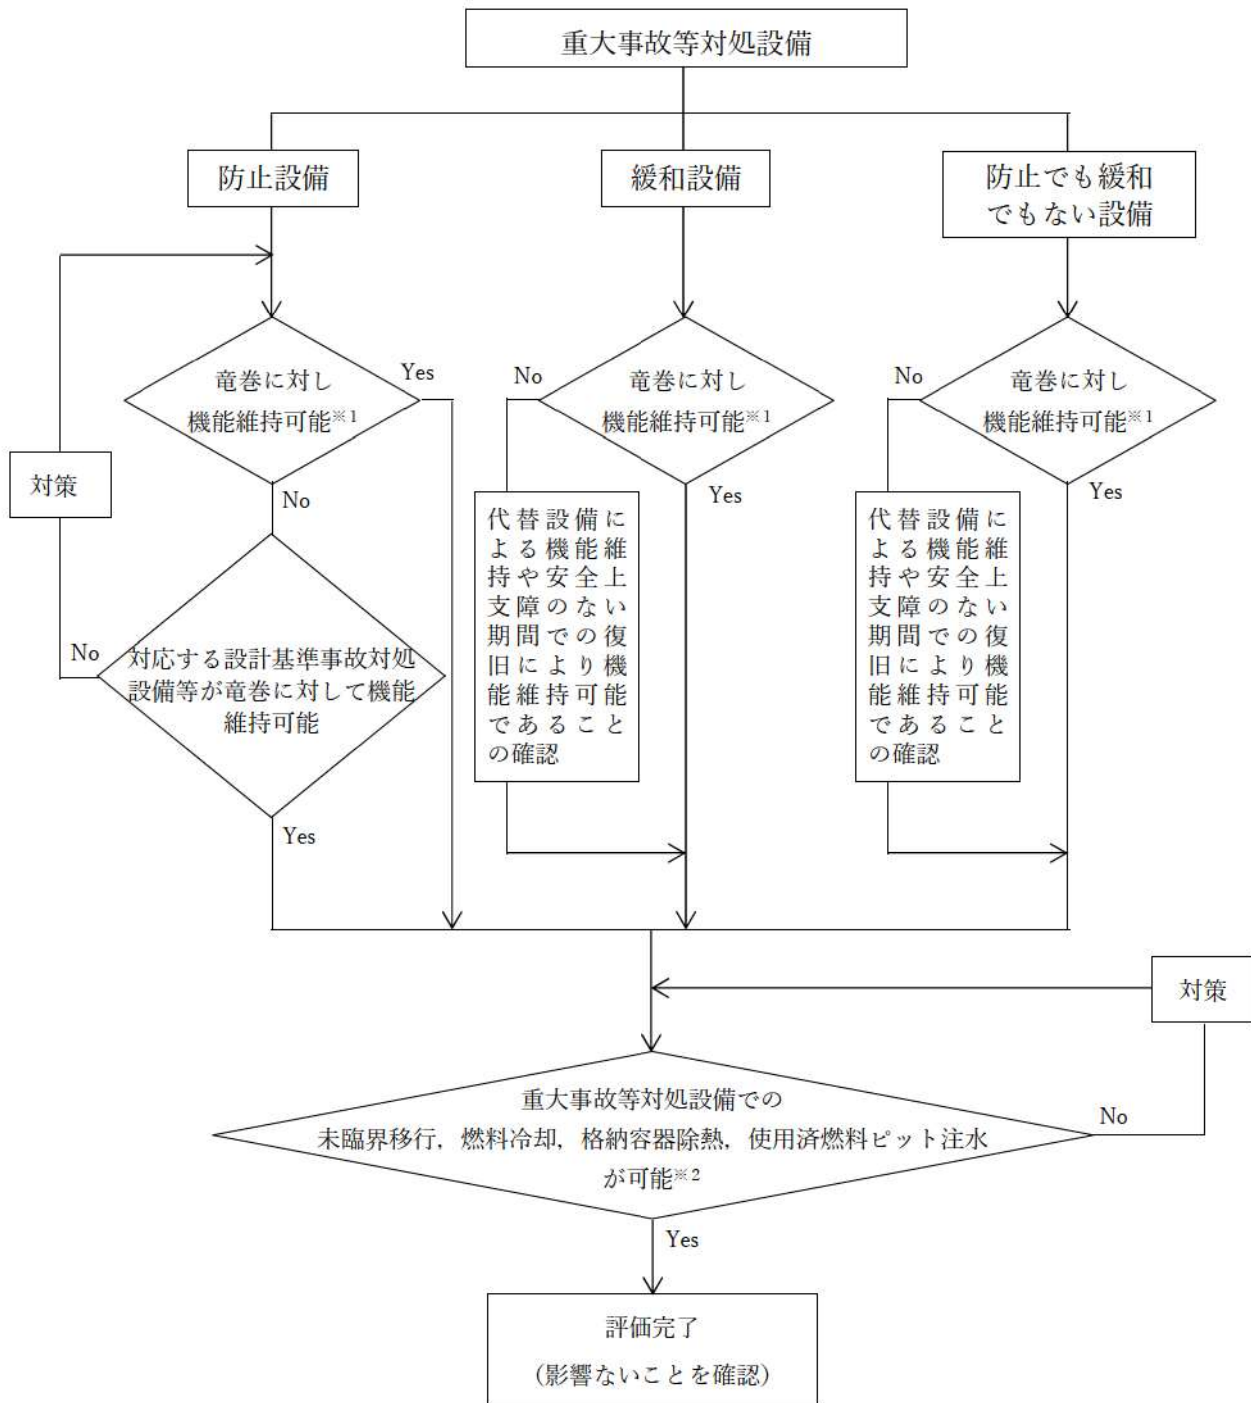 重大事故等対処設備
防止設備
緩和設備
防止でも緩和
でもない設備
竜巻に対し
機能維持可能※1
Yes
No
対策
対応する設計基準事故対処
設備等が竜巻に対して機能
維持可能
No
Yes
竜巻に対し
機能維持可能※1
No
Yes
代替設備に
よる機能維
持や安全上
支障のない
期間での復
旧により機
能維持可能
であること
の確認
竜巻に対し
機能維持可能※1
No
Yes
代替設備に
よる機能維
持や安全上
支障のない
期間での復
旧により機
能維持可能
であること
の確認
対策
重大事故等対処設備での
未臨界移行，燃料冷却，格納容器除熱，使用済燃料ピット注水
が可能※2
No
Yes
評価完了
（影響ないことを確認）